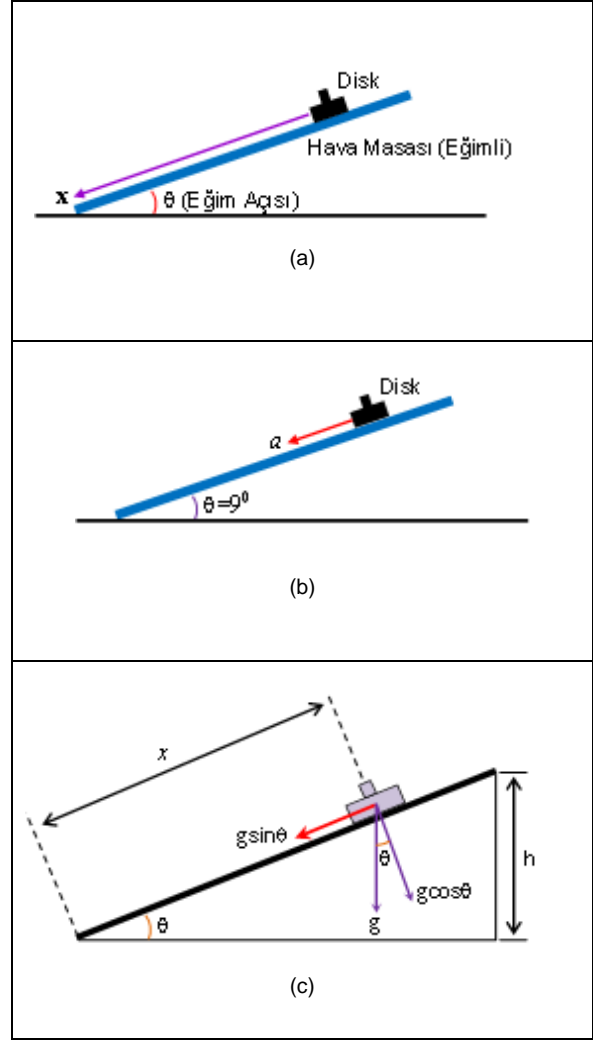 Disk
Hava Masası (Eğimli)
x
θ (Eğim Açısı)
(a)
Disk
a
θ=9⁰
(b)
x
gsinθ
θ
h
gcosθ
θ
g
(c)